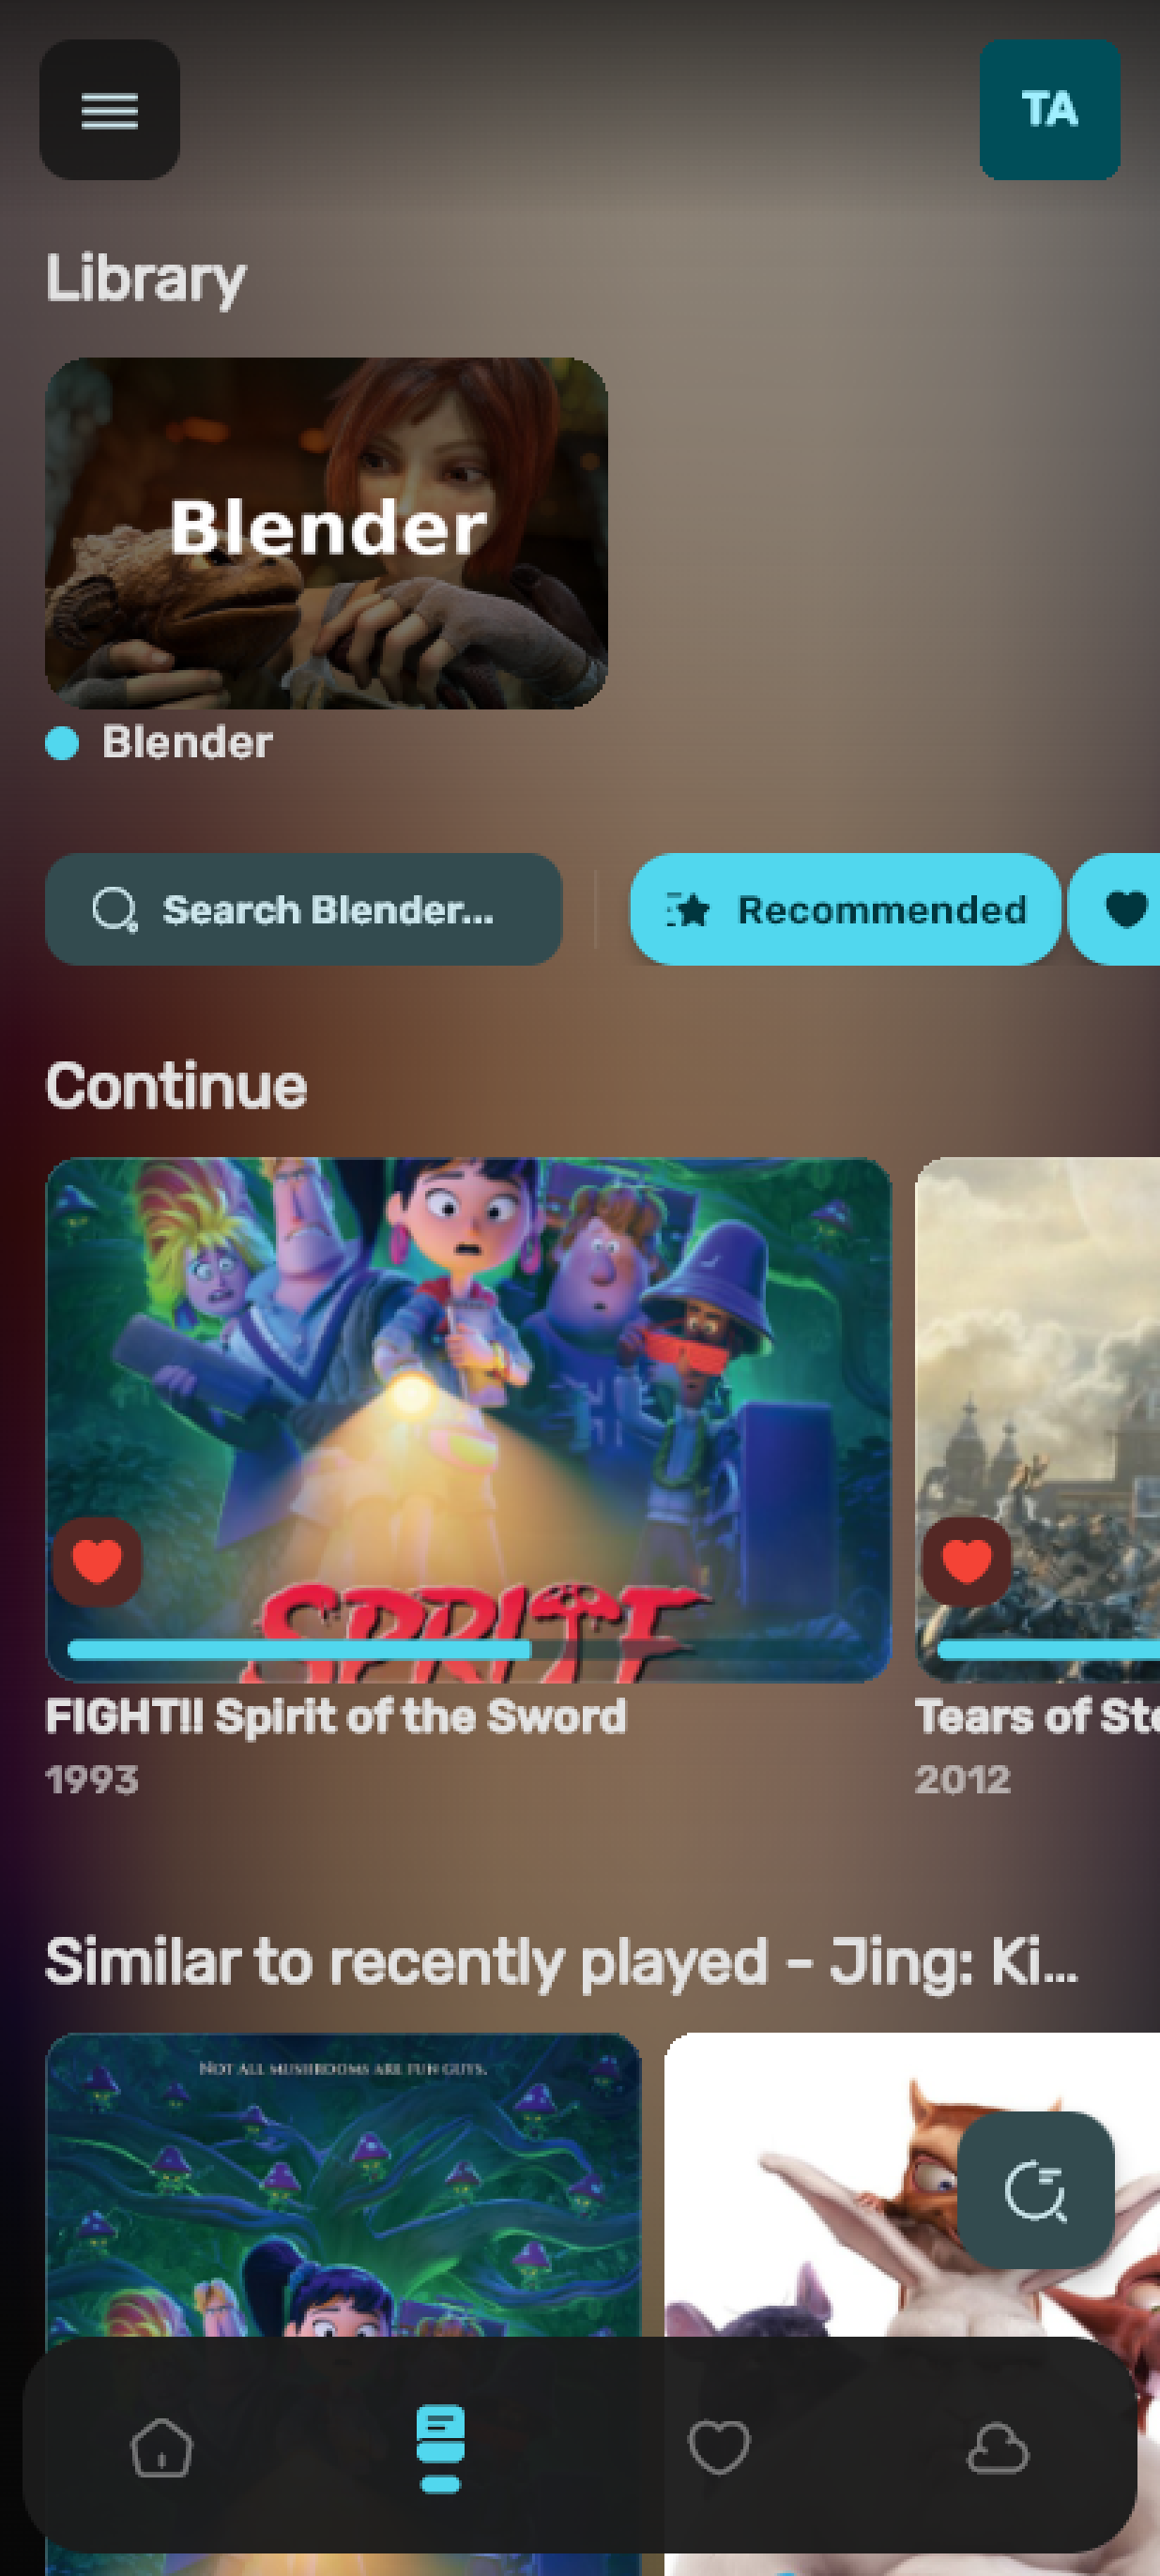 TA
Library
Blender
Blender
Search Blender...
Recommended
Continue
SPRITE
FIGHT!! Spirit of the Sword
1993
Tears of Ste
2012
Similar to recently played - Jing: Ki...
NOT ALL MUSHROOMS ARE FUN GUYS.